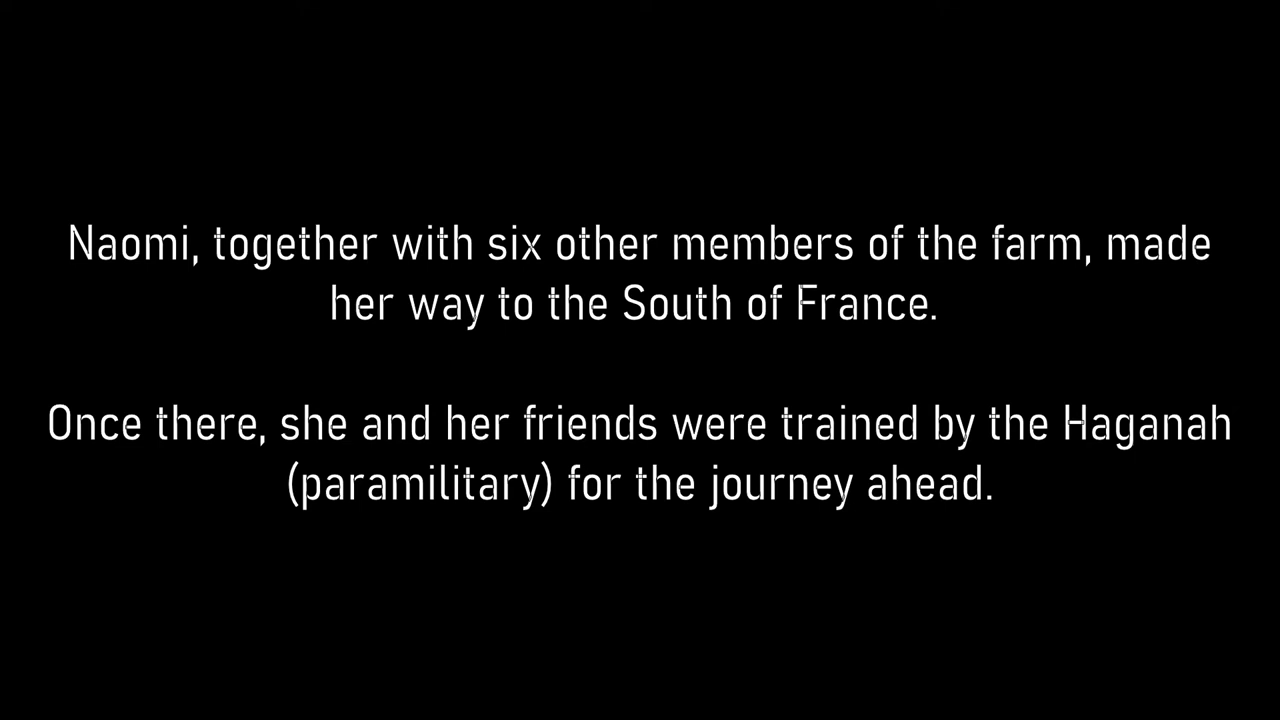 Naomi, together with six other members of the farm, made
her way to the South of France.
Once there, she and her friends were trained by the Haganah
(paramilitary) for the journey ahead.